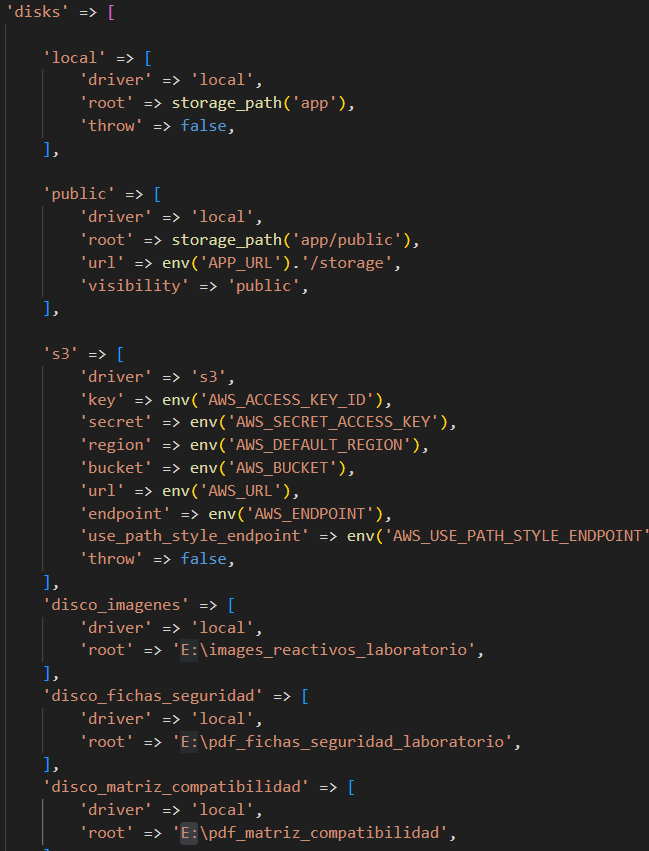 'disks' => [
'local' => [
'driver' => 'local',
'root' => storage_path('app'),
'throw' => false,
],
'public' => [
'driver' => 'local',
'root' => storage_path('app/public'),
'url' => env('APP_URL').'/storage',
'visibility' => 'public',
],
's3' => [
'driver' => 's3',
'key' => env('AWS_ACCESS_KEY_ID'),
'secret' => env('AWS_SECRET_ACCESS_KEY'),
'region' => env('AWS_DEFAULT_REGION'),
'bucket' => env('AWS_BUCKET'),
'url' => env('AWS_URL'),
'endpoint' => env('AWS_ENDPOINT'),
'use_path_style_endpoint' => env('AWS_USE_PATH_STYLE_ENDPOINT'
'throw' => false,
],
'disco_imagenes' => [
'driver' => 'local',
'root' => 'E:\images_reactivos_laboratorio',
],
'disco_fichas_seguridad' => [
'driver' => 'local',
'root' => 'E:\pdf_fichas_seguridad_laboratorio',
],
'disco_matriz_compatibilidad' => [
'driver' => 'local',
'root' => 'E:\pdf_matriz_compatibilidad',